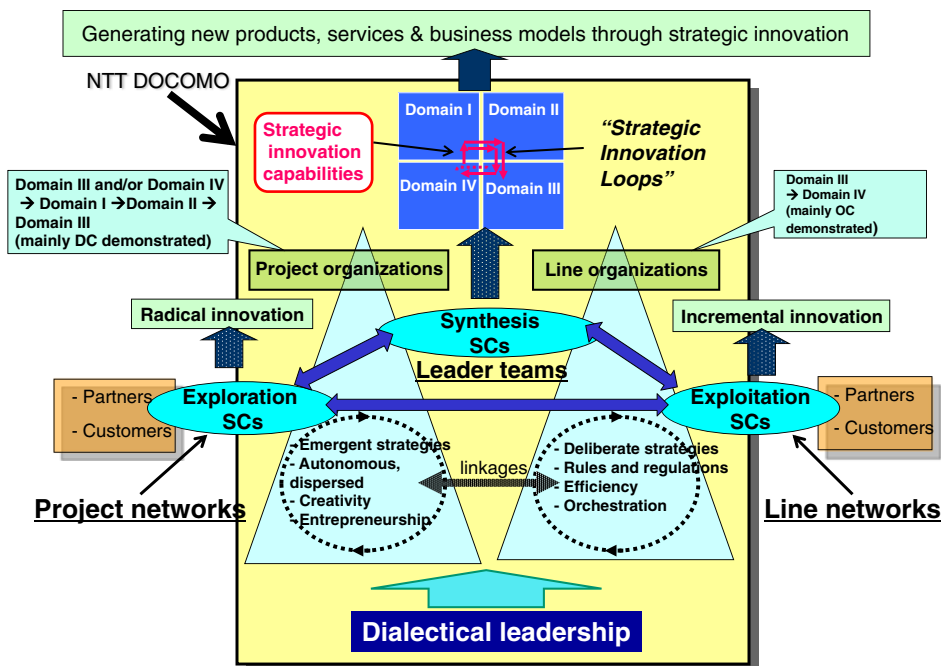 Generating new products, services & business models through strategic innovation
NTT DOCOMO
Domain I
Domain II
Domain IV
Domain III
Strategic
innovation
capabilities
“Strategic
Innovation
Loops”
Domain III and/or Domain IV
→ Domain I →Domain II →
Domain III
(mainly DC demonstrated)
Domain III
→ Domain IV
(mainly OC
demonstrated)
Project organizations
Line organizations
Radical innovation
Incremental innovation
Synthesis
SCs
Leader teams
- Partners
- Customers
Exploration
SCs
Exploitation
SCs
- Partners
- Customers
- Emergent strategies
- Autonomous,
dispersed
- Creativity
- Entrepreneurship
linkages
- Deliberate strategies
- Rules and regulations
- Efficiency
- Orchestration
Project networks
Line networks
Dialectical leadership